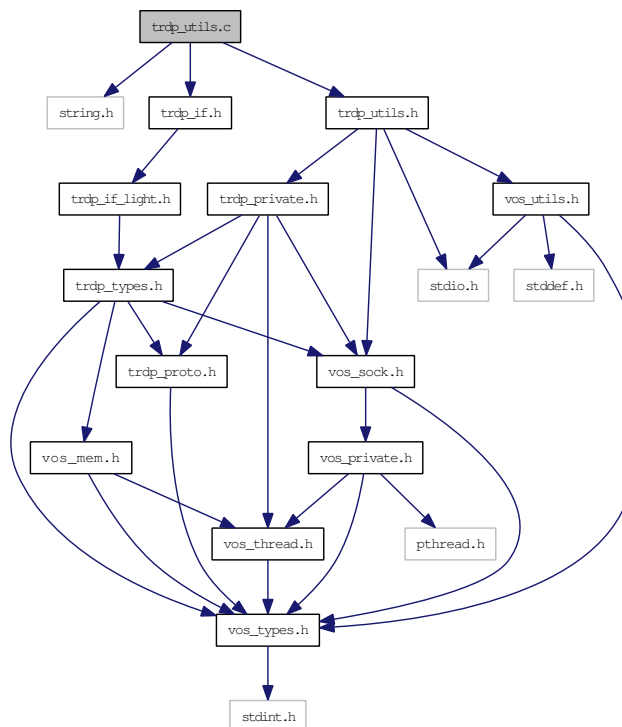 trdp_utils.c
string.h
trdp_if.h
trdp_utils.h
trdp_if_light.h
trdp_private.h
vos_utils.h
trdp_types.h
stdio.h
stddef.h
trdp_proto.h
vos_sock.h
vos_mem.h
vos_private.h
vos_thread.h
pthread.h
vos_types.h
stdint.h